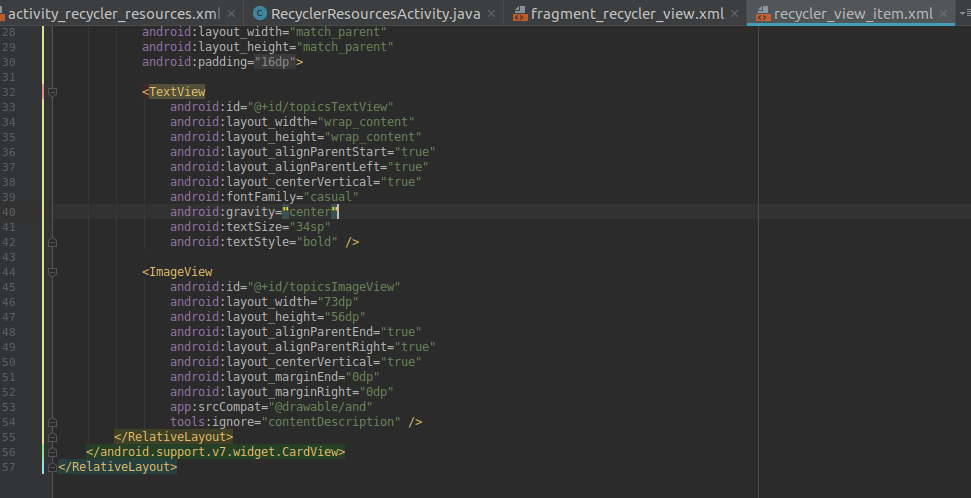 activity_recycler_resources.xml × RecyclerResourcesActivity.java × fragment_recycler_view.xml × recycler_view_item.xml ×
28 android:layout_width="match_parent"
29 android:layout_height="match_parent"
30 android:padding="16dp">
31
32 <TextView
33 android:id="@+id/topicsTextView"
34 android:layout_width="wrap_content"
35 android:layout_height="wrap_content"
36 android:layout_alignParentStart="true"
37 android:layout_alignParentLeft="true"
38 android:layout_centerVertical="true"
39 android:fontFamily="casual"
40 android:gravity="center"
41 android:textSize="34sp"
42 android:textStyle="bold" />
43
44 <ImageView
45 android:id="@+id/topicsImageView"
46 android:layout_width="73dp"
47 android:layout_height="56dp"
48 android:layout_alignParentEnd="true"
49 android:layout_alignParentRight="true"
50 android:layout_centerVertical="true"
51 android:layout_marginEnd="0dp"
52 android:layout_marginRight="0dp"
53 app:srcCompat="@drawable/and"
54 tools:ignore="contentDescription" />
55 </RelativeLayout>
56 </android.support.v7.widget.CardView>
57 </RelativeLayout>